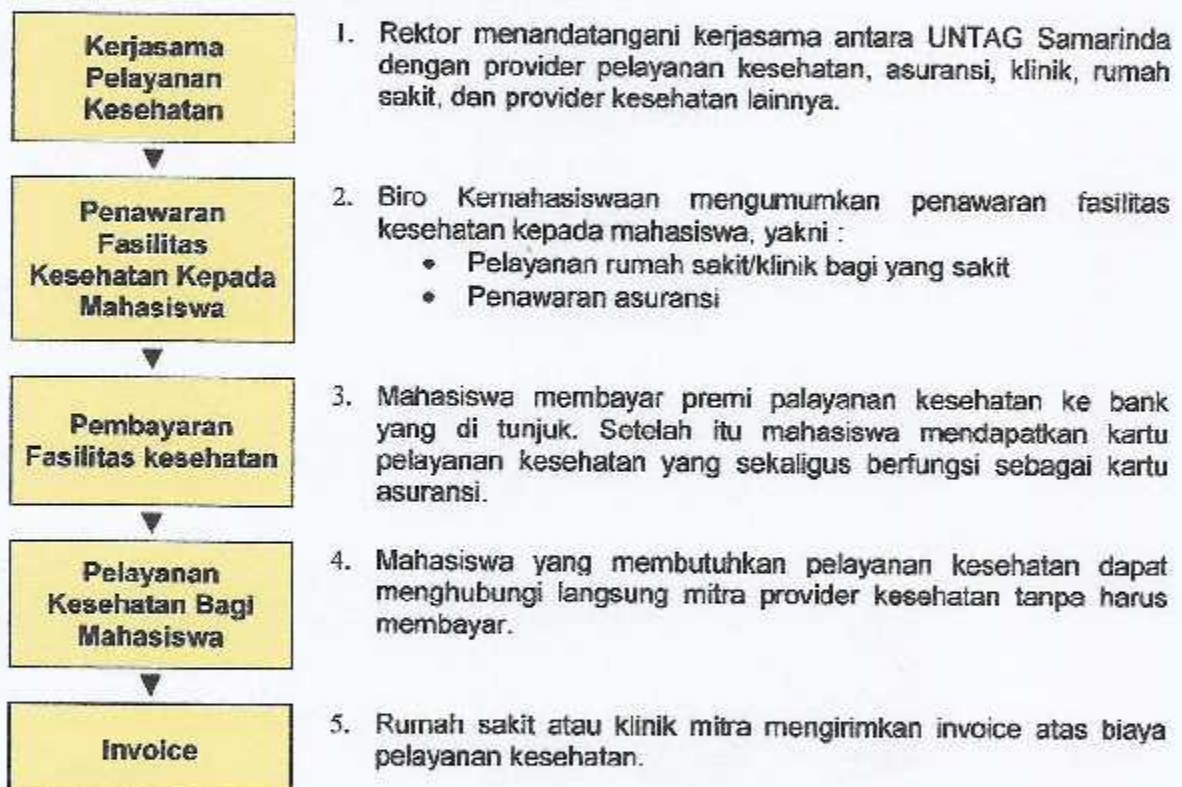 Kerjasama
Pelayanan
Kesehatan
1. Rektor menandatangani kerjasama antara UNTAG Samarinda
dengan provider pelayanan kesehatan, asuransi, klinik, rumah
sakit, dan provider kesehatan lainnya.
Penawaran
Fasilitas
Kesehatan Kepada
Mahasiswa
2. Biro Kemahasiswaan mengumumkan penawaran fasilitas
kesehatan kepada mahasiswa, yakni :
• Pelayanan rumah sakit/klinik bagi yang sakit
• Penawaran asuransi
Pembayaran
Fasilitas kesehatan
3. Mahasiswa membayar premi palayanan kesehatan ke bank
yang di tunjuk. Setelah itu mahasiswa mendapatkan kartu
pelayanan kesehatan yang sekaligus berfungsi sebagai kartu
asuransi.
Pelayanan
Kesehatan Bagi
Mahasiswa
4. Mahasiswa yang membutuhkan pelayanan kesehatan dapat
menghubungi langsung mitra provider kesehatan tanpa harus
membayar.
Invoice
5. Rumah sakit atau klinik mitra mengirimkan invoice atas biaya
pelayanan kesehatan.